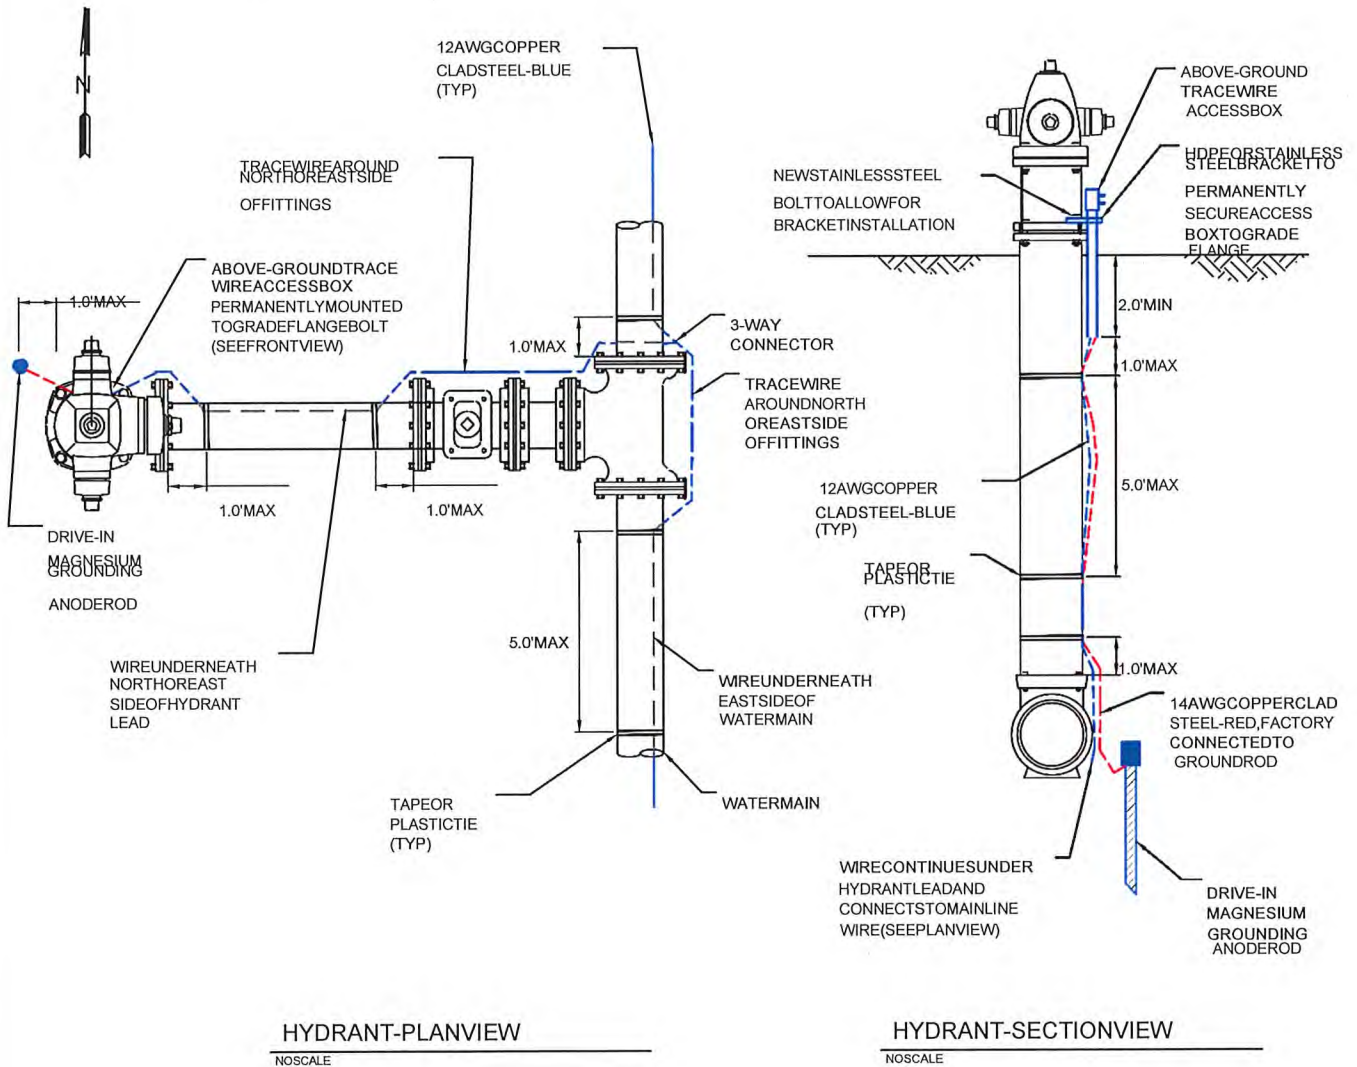 N
12AWGCOPPER
CLADSTEEL-BLUE
(TYP)
TRACEWIREAROUND
NORTHOREASTSIDE
OFFITTINGS
ABOVE-GROUNDTRACE
WIREACCESSBOX
PERMANENTLYMOUNTED
TOGRADEFLANGEBOLT
(SEEFRONTVIEW)
1.0'MAX
1.0'MAX
3-WAY
CONNECTOR
TRACEWIRE
AROUNDNORTH
OREASTSIDE
OFFITTINGS
1.0'MAX
1.0'MAX
DRIVE-IN
MAGNESIUM
GROUNDING
ANODEROD
5.0'MAX
WIREUNDERNEATH
NORTHOREAST
SIDEOFHYDRANT
LEAD
WIREUNDERNEATH
EASTSIDEOF
WATERMAIN
TAPEOR
PLASTICTIE
(TYP)
WATERMAIN
HYDRANT-PLANVIEW
NOSCALE
ABOVE-GROUND
TRACEWIRE
ACCESSBOX
HDPEORSTAINLESS
STEELBRACKETTO
PERMANENTLY
SECUREACCESS
BOXTOGRADE
FLANGE
NEWSTAINLESSSTEEL
BOLTTOALLOWFOR
BRACKETINSTALLATION
2.0'MIN
1.0'MAX
5.0'MAX
12AWGCOPPER
CLADSTEEL-BLUE
(TYP)
TAPEOR
PLASTICTIE
(TYP)
1.0'MAX
14AWGCOPPERCLAD
STEEL-RED,FACTORY
CONNECTEDTO
GROUNDROD
WIRECONTINUESUNDER
HYDRANTLEADAND
CONNECTSTOMAINLINE
WIRE(SEEPLANVIEW)
DRIVE-IN
MAGNESIUM
GROUNDING
ANODEROD
HYDRANT-SECTIONVIEW
NOSCALE